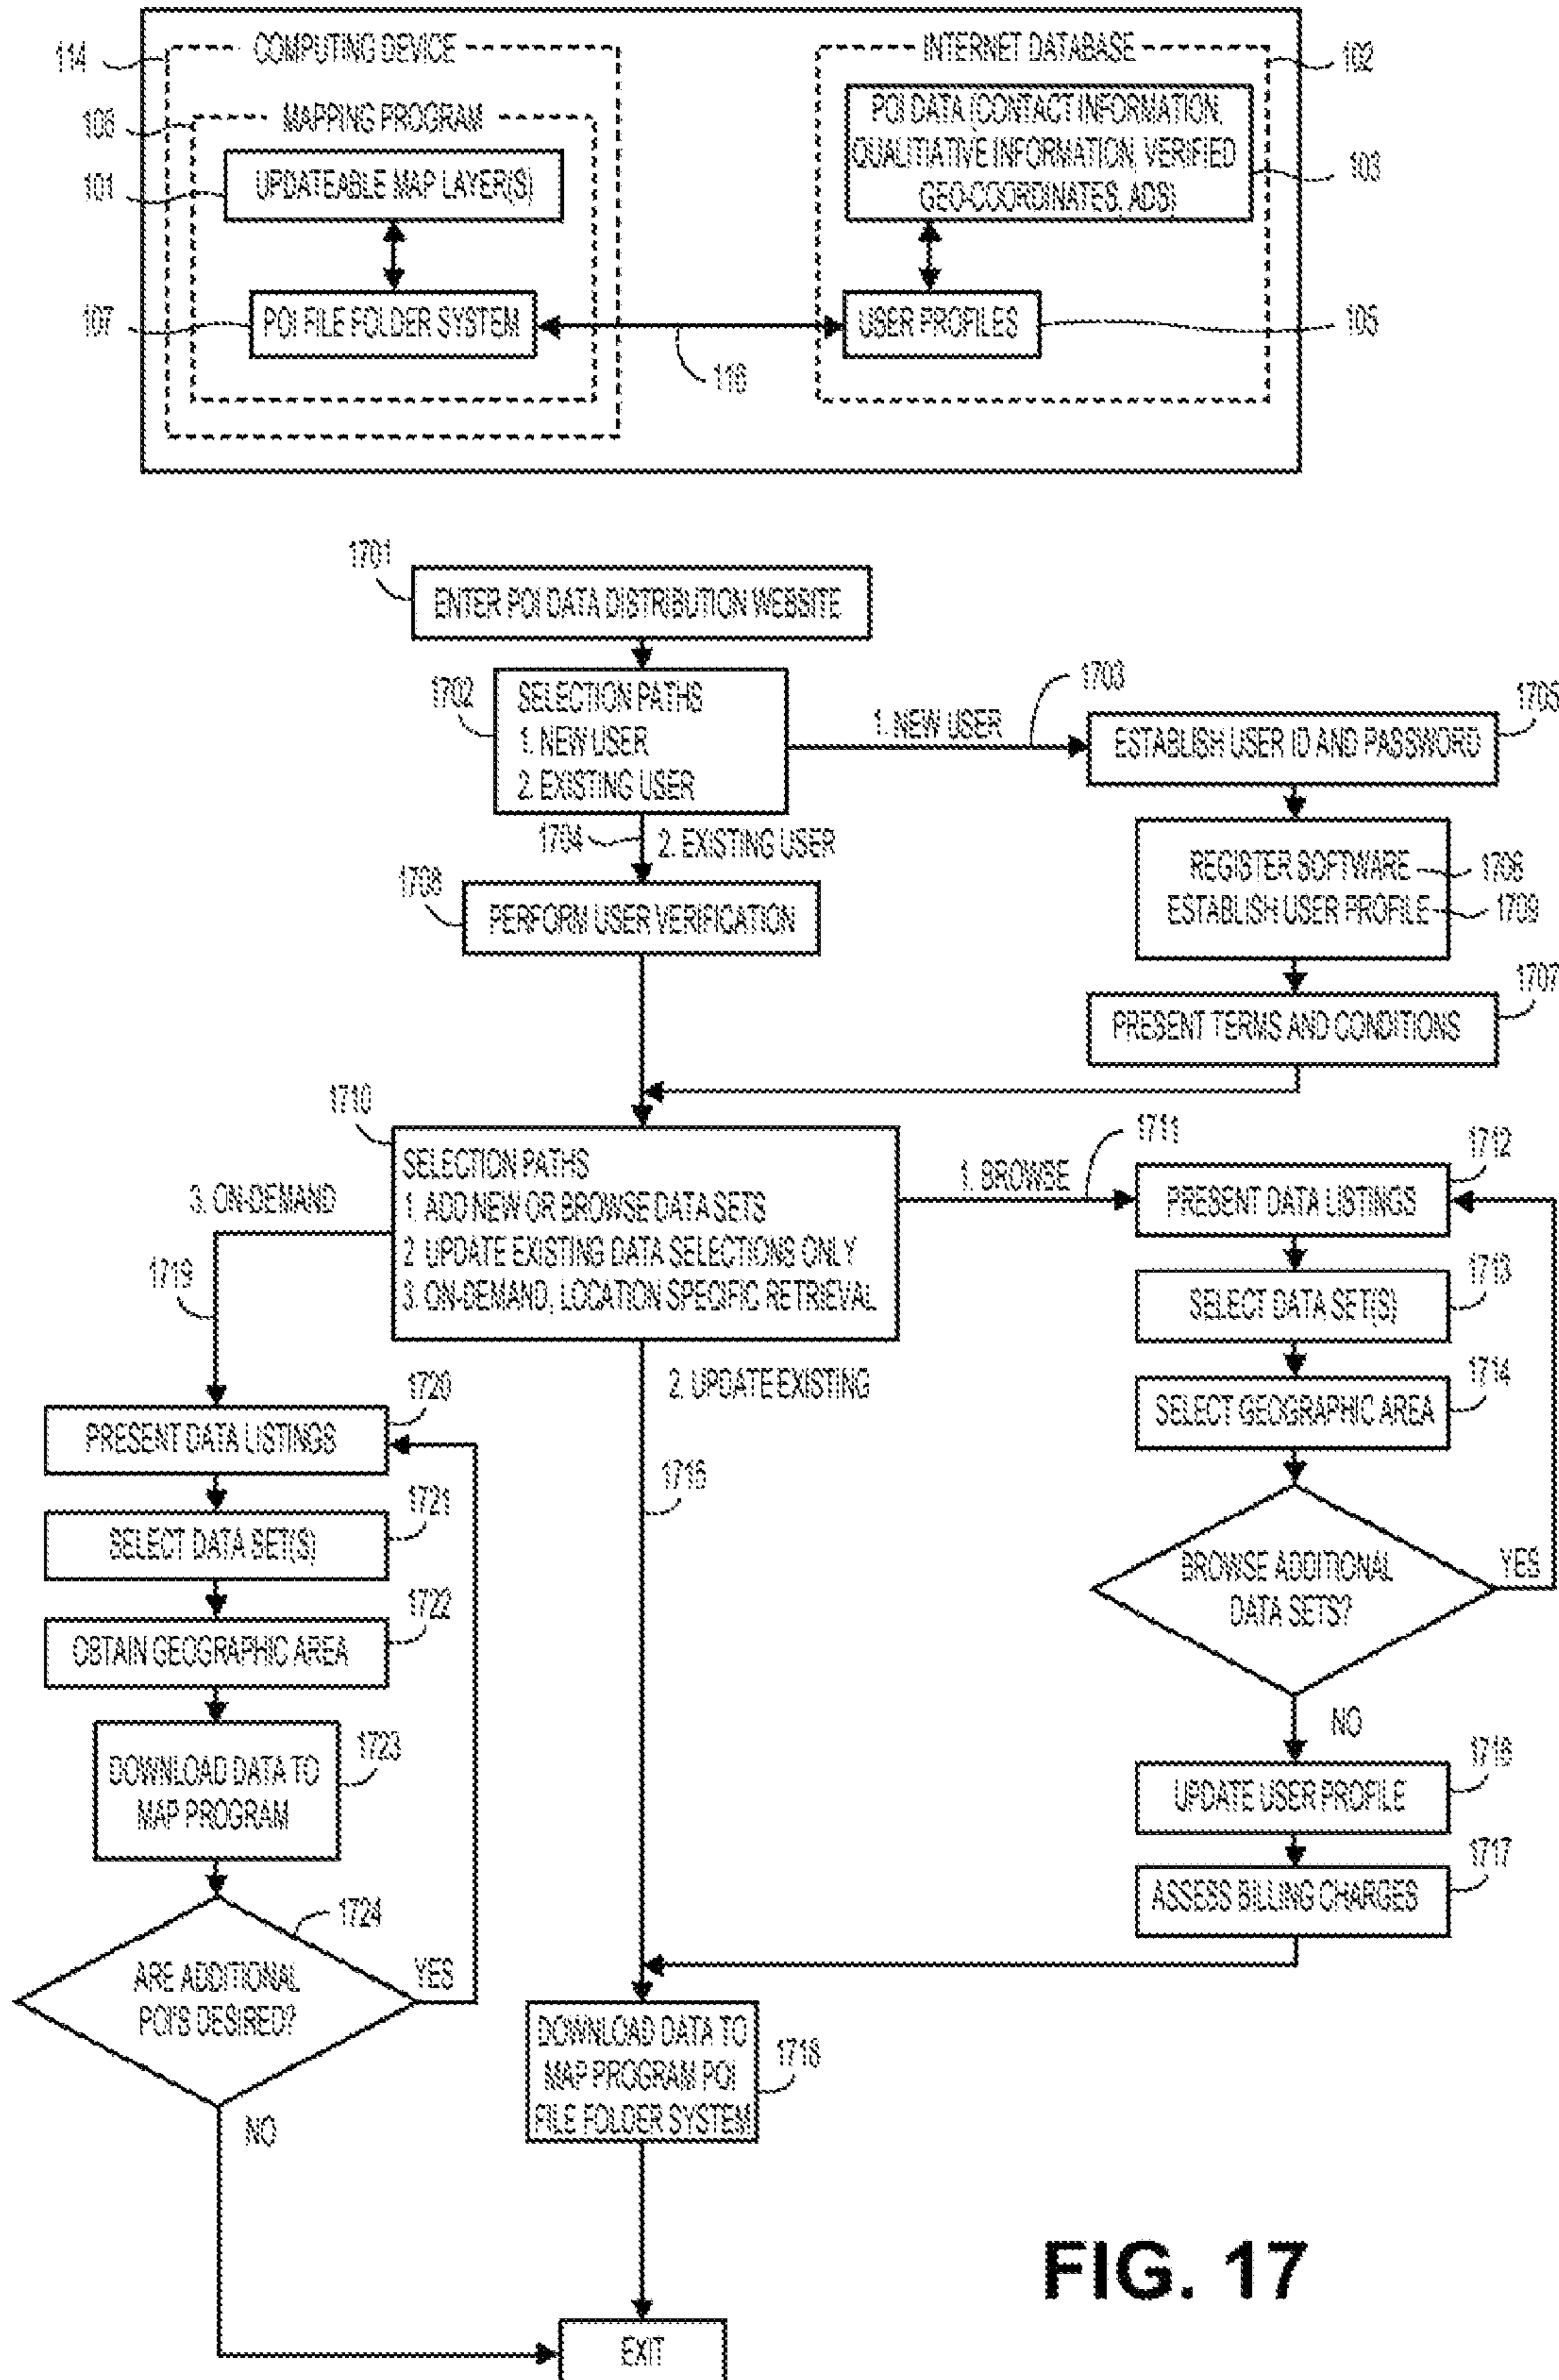 COMPUTING DEVICE
INTERNET DATABASE
114
102
MAPPING PROGRAM
POI DATA (CONTACT INFORMATION,
QUALITIATIVE INFORMATION, VERIFIED
GEO-COORDINATES, ADS)
103
101
UPDATEABLE MAP LAYER(S)
107
POI FILE FOLDER SYSTEM
USER PROFILES
116
1701
ENTER POI DATA DISTRIBUTION WEBSITE
1702
SELECTION PATHS
1. NEW USER
2. EXISTING USER
1. NEW USER
1703
1705
ESTABLISH USER ID AND PASSWORD
1704
2. EXISTING USER
REGISTER SOFTWARE 1706
ESTABLISH USER PROFILE 1709
1708
PERFORM USER VERIFICATION
1707
PRESENT TERMS AND CONDITIONS
1710
SELECTION PATHS
1. ADD NEW OR BROWSE DATA SETS
2. UPDATE EXISTING DATA SELECTIONS ONLY
3. ON-DEMAND, LOCATION SPECIFIC RETRIEVAL
1. BROWSE
1711
1712
PRESENT DATA LISTINGS
3. ON-DEMAND
1719
1713
SELECT DATA SET(S)
2. UPDATE EXISTING
1714
SELECT GEOGRAPHIC AREA
1720
PRESENT DATA LISTINGS
1721
SELECT DATA SET(S)
BROWSE ADDITIONAL
DATA SETS?
YES
NO
1722
OBTAIN GEOGRAPHIC AREA
1723
DOWNLOAD DATA TO
MAP PROGRAM
1716
UPDATE USER PROFILE
1717
ASSESS BILLING CHARGES
1724
ARE ADDITIONAL
POI'S DESIRED?
YES
NO
DOWNLOAD DATA TO
MAP PROGRAM POI
FILE FOLDER SYSTEM
1718
EXIT
FIG. 17